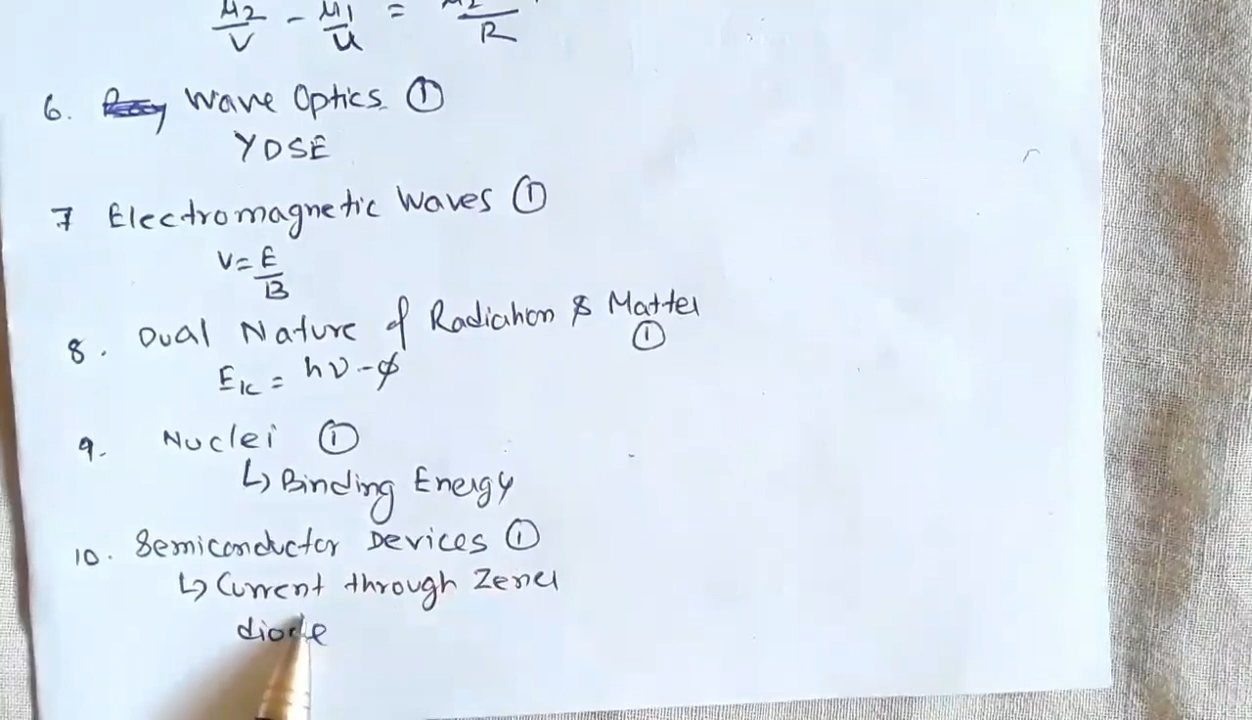 μ2/v - μ1/u = /R
6. Wave Optics ①
YDSE
7 Electromagnetic Waves ①
V = E/B
8. Dual Nature of Radiation & Matter
①
EK = hν - φ
9. Nuclei ①
↳ Binding Energy
10. Semiconductor Devices ①
↳ Current through Zener
diode